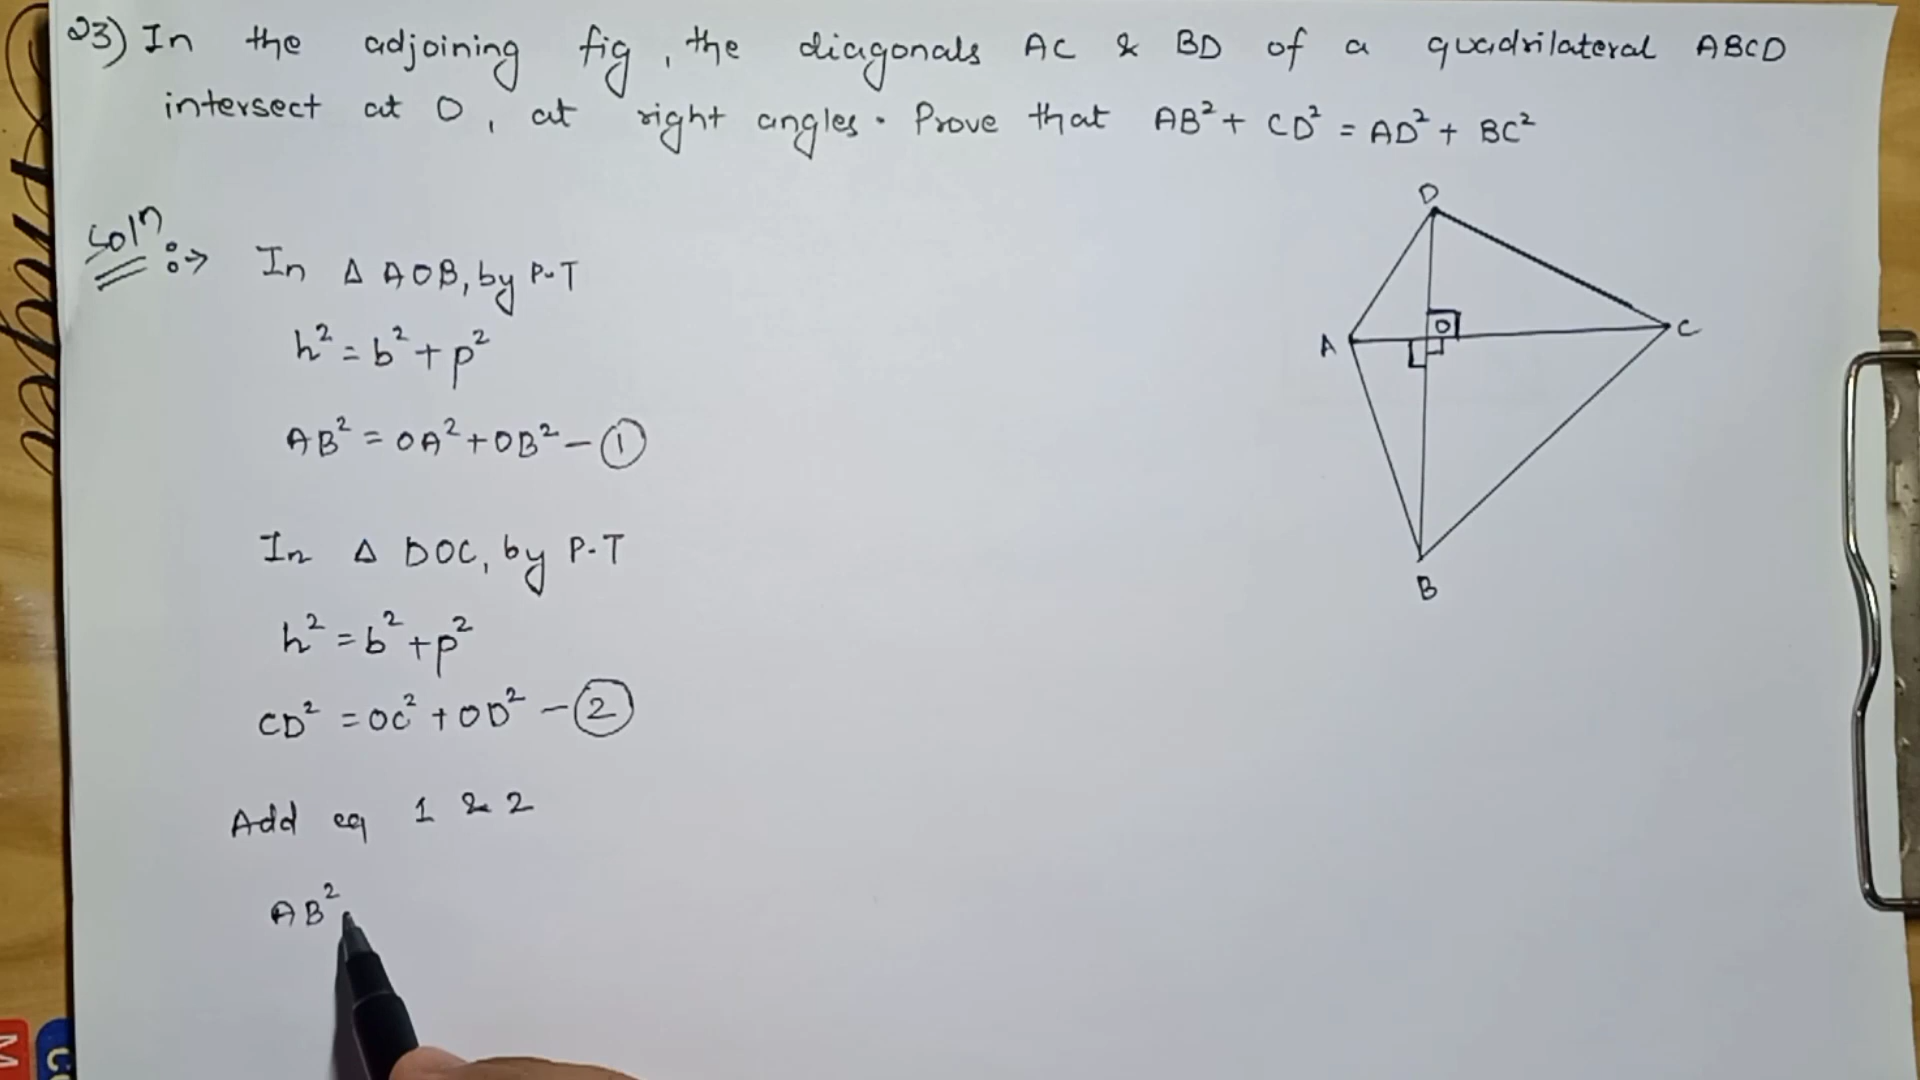 Q3) In the adjoining fig, the diagonals AC & BD of a quadrilateral ABCD
intersect at O, at right angles. Prove that AB² + CD² = AD² + BC²
Solⁿ :→ In Δ AOB, by P.T
h² = b² + p²
AB² = OA² + OB² – ①
In Δ DOC, by P.T
h² = b² + p²
CD² = OC² + OD² – ②
Add eq 1 & 2
AB²
D
A
O
C
B
M